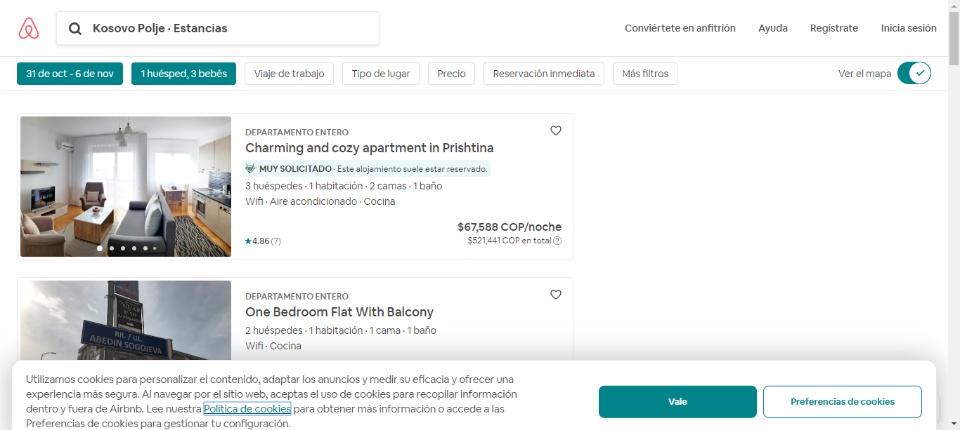 Kosovo Polje · Estancias
Conviértete en anfitrión
Ayuda
Regístrate
Inicia sesión
31 de oct - 6 de nov
1 huésped, 3 bebés
Viaje de trabajo
Tipo de lugar
Precio
Reservación inmediata
Más filtros
Ver el mapa
DEPARTAMENTO ENTERO
Charming and cozy apartment in Prishtina
MUY SOLICITADO · Este alojamiento suele estar reservado.
3 huéspedes · 1 habitación · 2 camas · 1 baño
Wifi · Aire acondicionado · Cocina
$67,588 COP/noche
4.86 (7)
$521,441 COP en total
DEPARTAMENTO ENTERO
One Bedroom Flat With Balcony
2 huéspedes · 1 habitación · 1 cama · 1 baño
Wifi · Cocina
RR. / UL.
ABEDIN SOGOJEVA
Utilizamos cookies para personalizar el contenido, adaptar los anuncios y medir su eficacia y ofrecer una
experiencia más segura. Al navegar por el sitio web, aceptas el uso de cookies para recopilar información
dentro y fuera de Airbnb. Lee nuestra Política de cookies para obtener más información o accede a las
Preferencias de cookies para gestionar tu configuración.
Vale
Preferencias de cookies